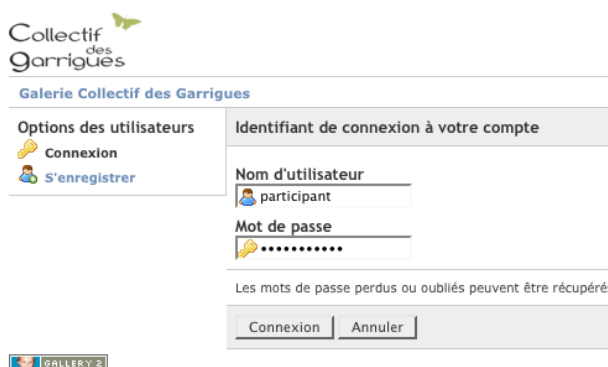 Collectif
des
garrigues
Galerie Collectif des Garrigues
Options des utilisateurs
Connexion
S'enregistrer
Identifiant de connexion à votre compte
Nom d'utilisateur
participant
Mot de passe
•••••••••••
Les mots de passe perdus ou oubliés peuvent être récupérés
Connexion Annuler
GALLERY 2